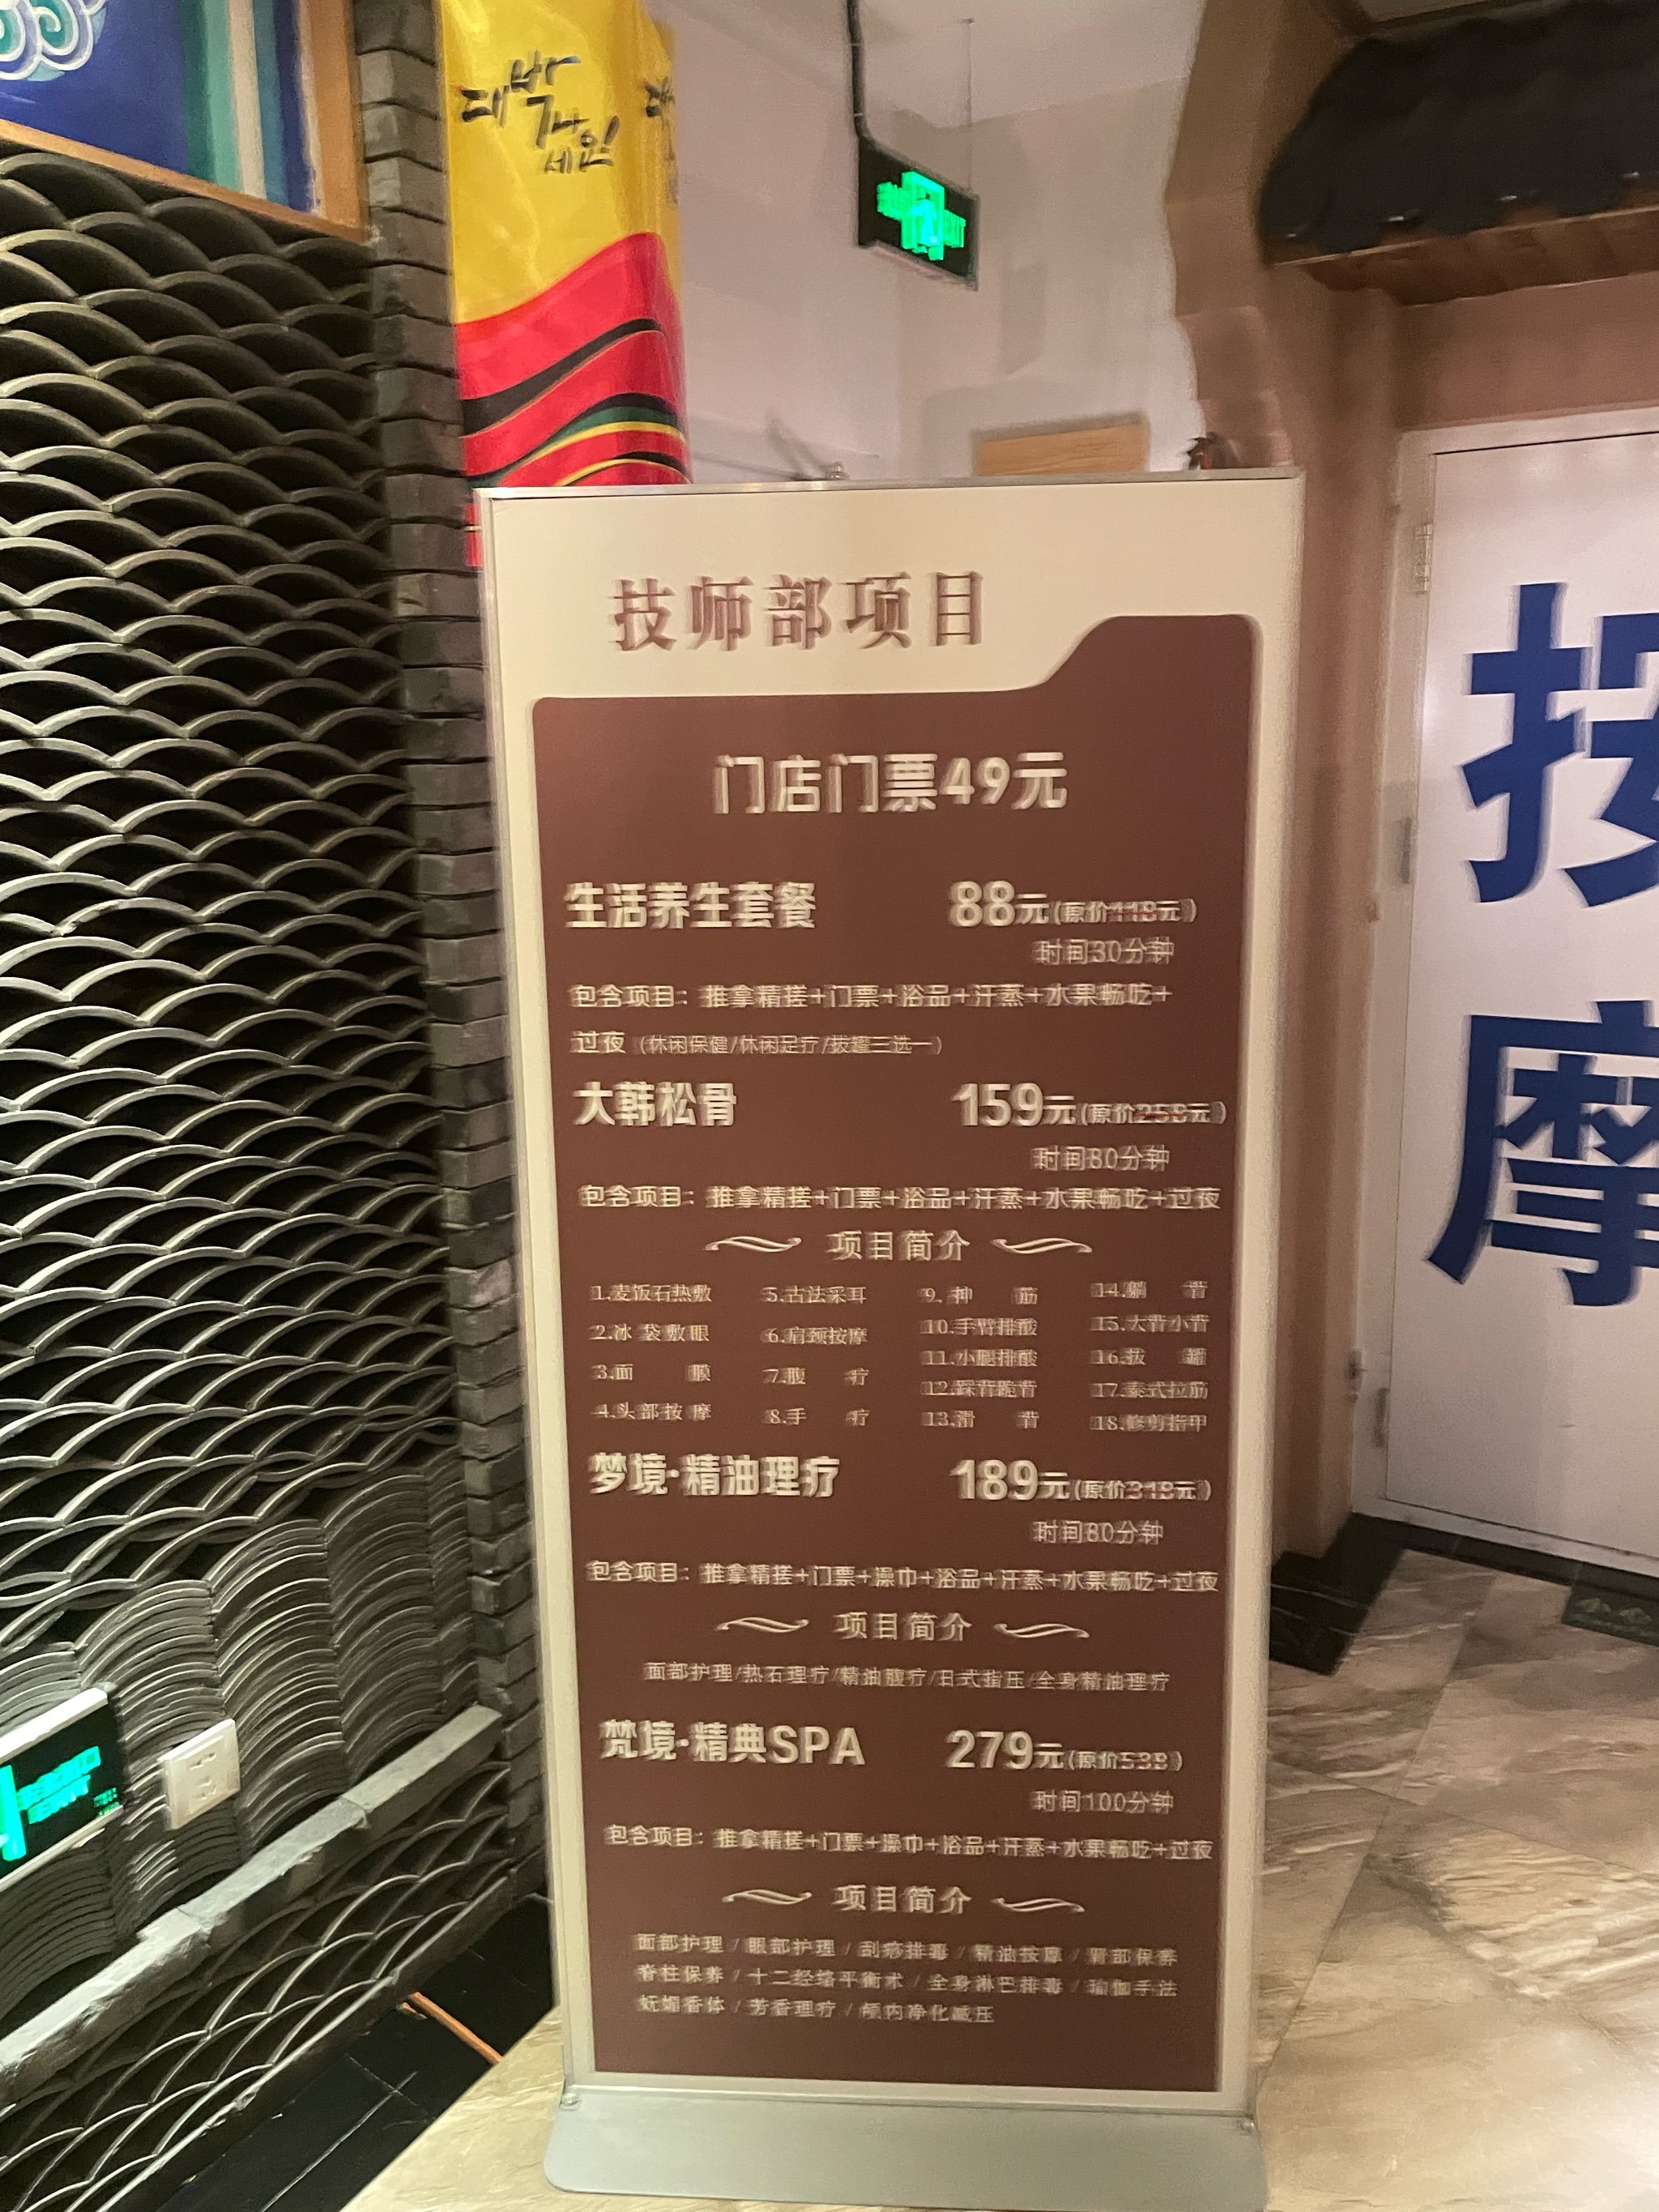 대박
나
세요!
技师部项目
门店门票49元
生活养生套餐 88元(原价118元)
时间30分钟
包含项目：推拿精搓+门票+浴品+汗蒸+水果畅吃+
过夜（休闲保健/休闲足疗/拔罐三选一）
大韩松骨 159元(原价258元)
时间80分钟
包含项目：推拿精搓+门票+浴品+汗蒸+水果畅吃+过夜
项目简介
1.麦饭石热敷 5.古法采耳 9.抻 筋 14.躺 背
2.冰袋敷眼 6.肩颈按摩 10.手臂排酸 15.大背小背
3.面 膜 7.腹 疗 11.小腿排酸 16.拔 罐
4.头部按摩 8.手 疗 12.踩背跪背 17.泰式拉筋
13.滑 背 18.修剪指甲
梦境·精油理疗 189元(原价318元)
时间80分钟
包含项目：推拿精搓+门票+澡巾+浴品+汗蒸+水果畅吃+过夜
项目简介
面部护理/热石理疗/精油腹疗/日式指压/全身精油理疗
梵境·精典SPA 279元(原价538)
时间100分钟
包含项目：推拿精搓+门票+澡巾+浴品+汗蒸+水果畅吃+过夜
项目简介
面部护理/眼部护理/刮痧排毒/精油按摩/肾部保养
脊柱保养/十二经络平衡术/全身淋巴排毒/瑜伽手法
妩媚香体/芳香理疗/颅内净化减压
按
摩